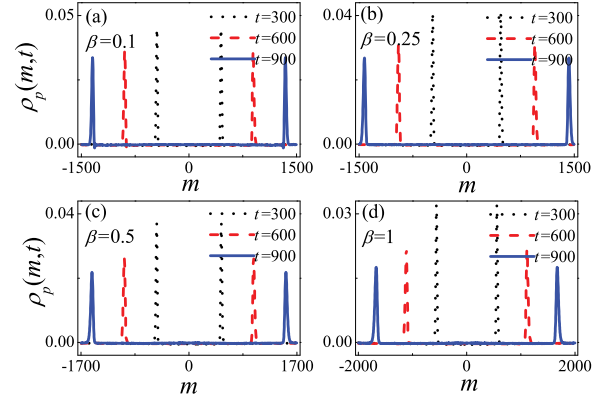 (a)
t=300
t=600
t=900
β=0.1
0.05
0.00
ρp(m,t)
-1500 0 1500
m
(b)
t=300
t=600
t=900
β=0.25
0.04
0.00
-1500 0 1500
m
(c)
t=300
t=600
t=900
β=0.5
0.04
0.00
ρp(m,t)
-1700 0 1700
m
(d)
t=300
t=600
t=900
β=1
0.03
0.00
-2000 0 2000
m